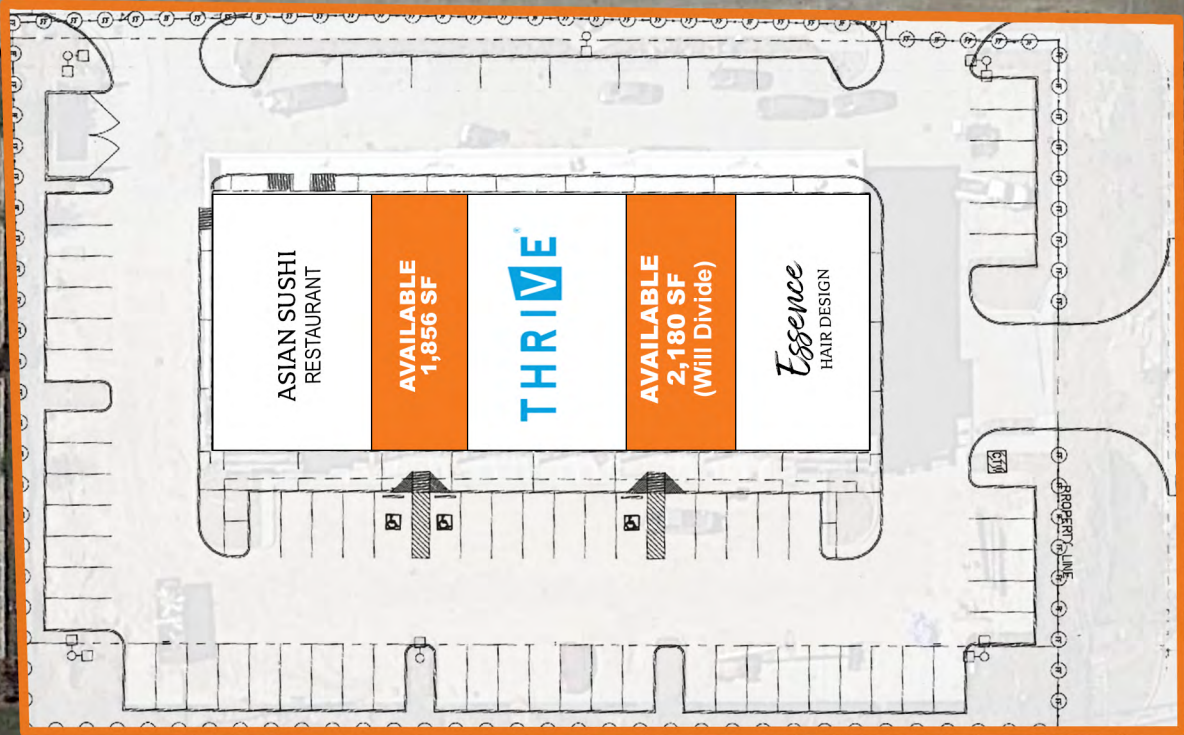 ASIAN SUSHI
RESTAURANT
AVAILABLE
1,856 SF
THRIVE
AVAILABLE
2,180 SF
(Will Divide)
Essence
HAIR DESIGN
PROPERTY LINE